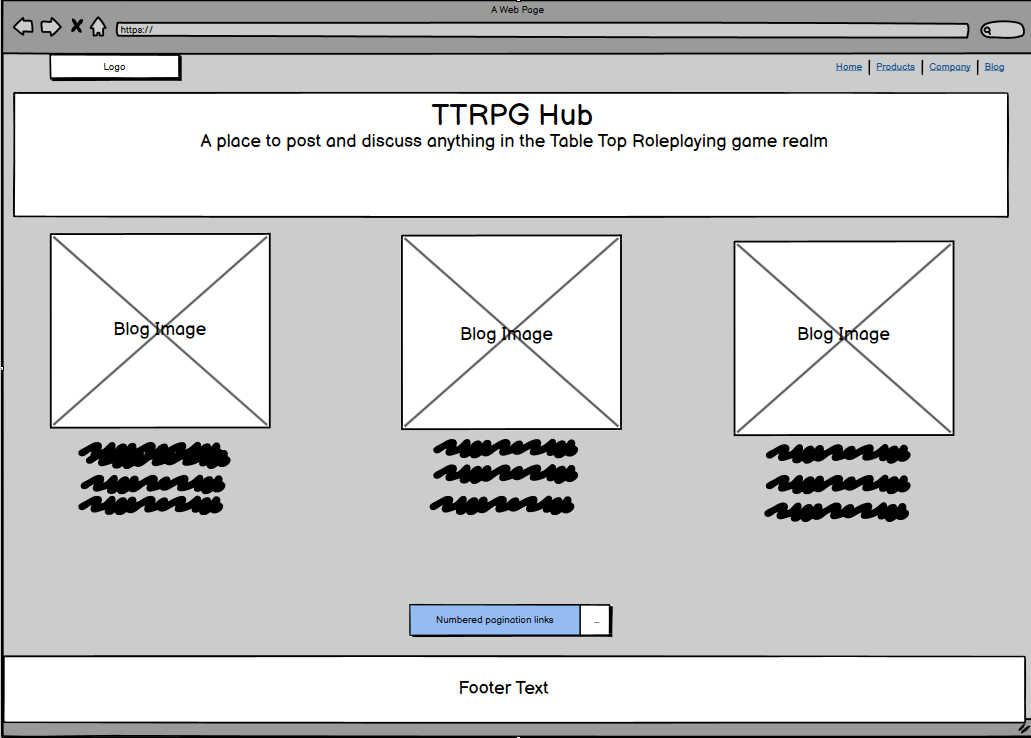 A Web Page
https://
Logo
Home Products Company Blog
TTRPG Hub
A place to post and discuss anything in the Table Top Roleplaying game realm
Blog Image
Blog Image
Blog Image
Numbered pagination links ...
Footer Text